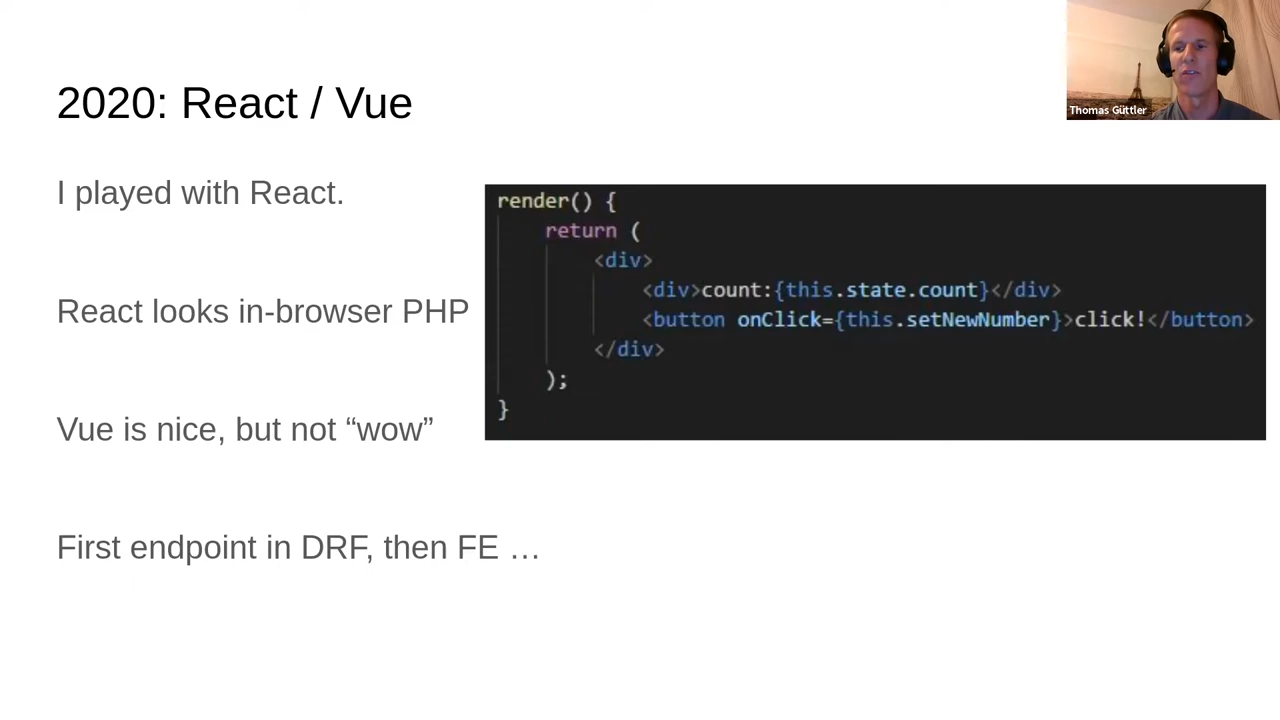 2020: React / Vue
Thomas Güttler
I played with React.
React looks in-browser PHP
Vue is nice, but not “wow”
First endpoint in DRF, then FE …
render() {
return (
<div>
<div>count:{this.state.count}</div>
<button onClick={this.setNewNumber}>click!</button>
</div>
);
}